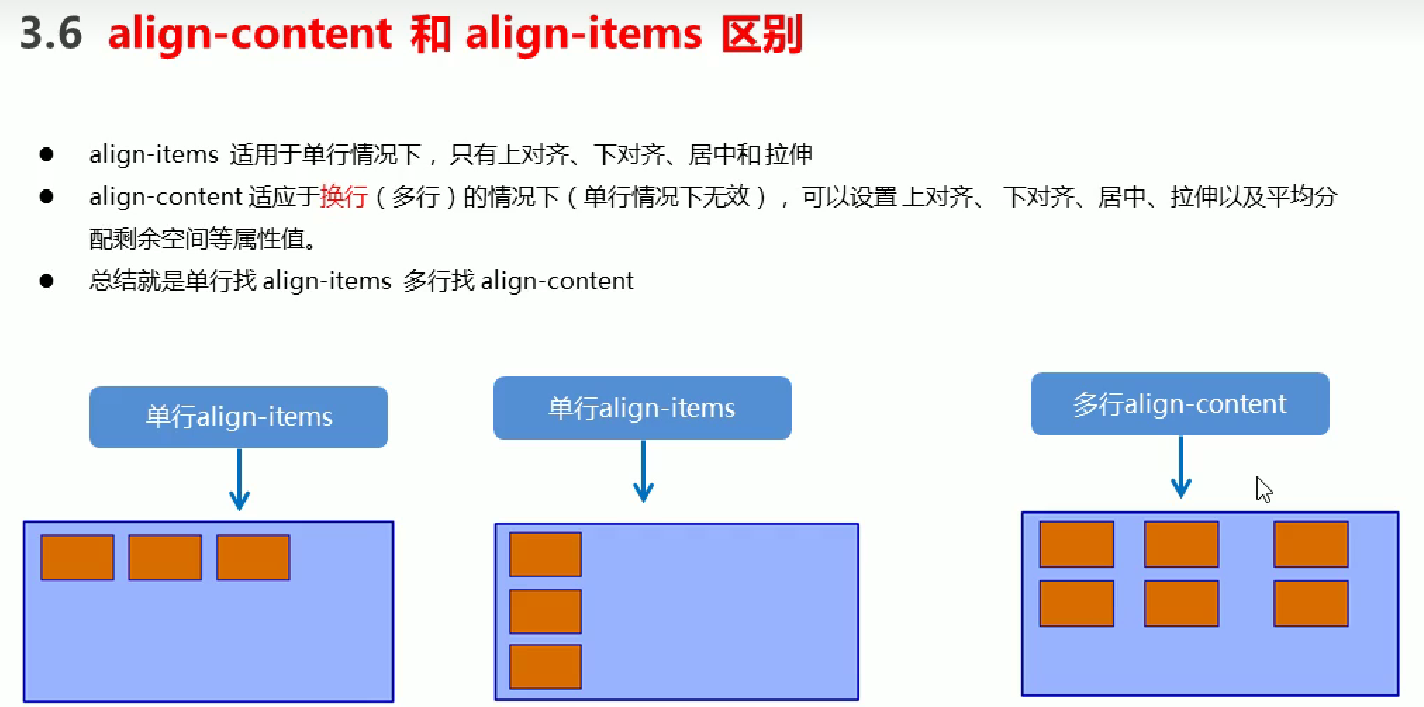 3.6 align-content 和 align-items 区别
● align-items 适用于单行情况下， 只有上对齐、下对齐、居中和 拉伸
● align-content 适应于换行（多行）的情况下（单行情况下无效）， 可以设置 上对齐、 下对齐、居中、拉伸以及平均分
配剩余空间等属性值。
● 总结就是单行找 align-items 多行找 align-content
单行align-items
单行align-items
多行align-content